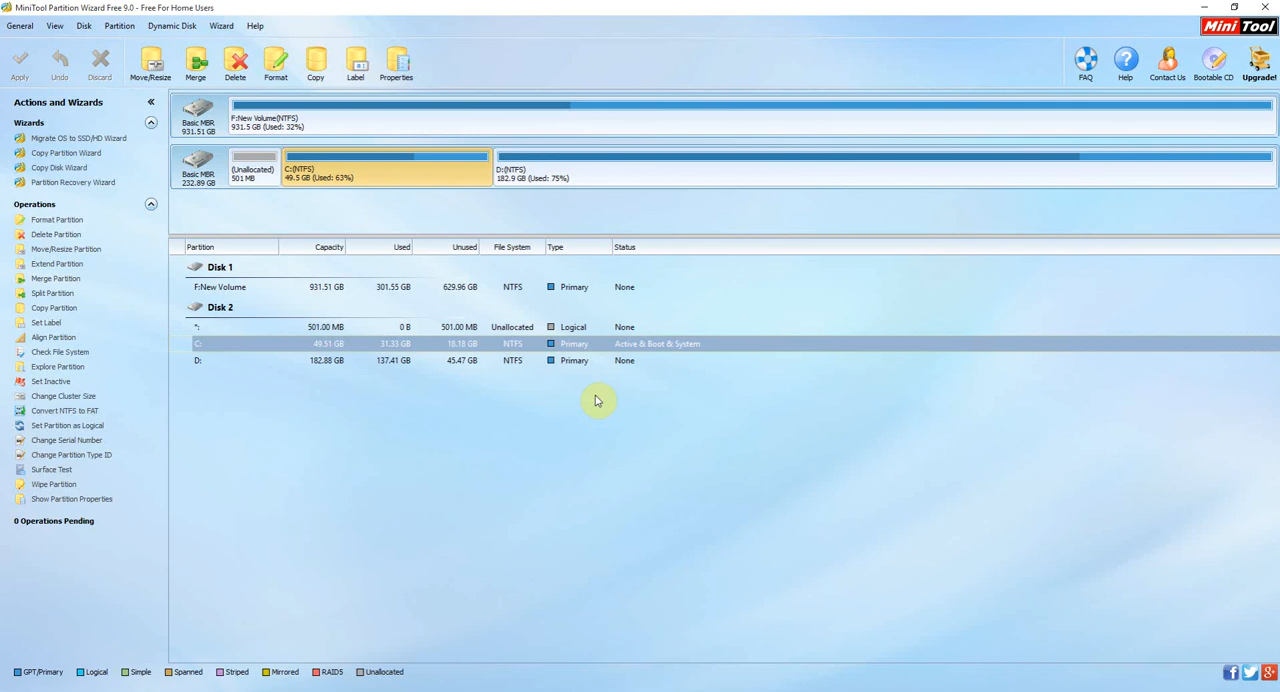 MiniTool Partition Wizard Free 9.0 - Free For Home Users
General View Disk Partition Dynamic Disk Wizard Help
Mini Tool
Apply Undo Discard Move/Resize Merge Delete Format Copy Label Properties FAQ Help Contact Us Bootable CD Upgrade!
Actions and Wizards «
Wizards
Migrate OS to SSD/HD Wizard
Copy Partition Wizard
Copy Disk Wizard
Partition Recovery Wizard
Operations
Format Partition
Delete Partition
Move/Resize Partition
Extend Partition
Merge Partition
Split Partition
Copy Partition
Set Label
Align Partition
Check File System
Explore Partition
Set Inactive
Change Cluster Size
Convert NTFS to FAT
Set Partition as Logical
Change Serial Number
Change Partition Type ID
Surface Test
Wipe Partition
Show Partition Properties
0 Operations Pending
Basic MBR
931.51 GB
F:New Volume(NTFS)
931.5 GB (Used: 32%)
Basic MBR
232.89 GB
(Unallocated)
501 MB
C:(NTFS)
49.5 GB (Used: 63%)
D:(NTFS)
182.9 GB (Used: 75%)
Partition Capacity Used Unused File System Type Status
Disk 1
F:New Volume 931.51 GB 301.55 GB 629.96 GB NTFS Primary None
Disk 2
*: 501.00 MB 0 B 501.00 MB Unallocated Logical None
C: 49.51 GB 31.33 GB 18.18 GB NTFS Primary Active & Boot & System
D: 182.88 GB 137.41 GB 45.47 GB NTFS Primary None
GPT/Primary Logical Simple Spanned Striped Mirrored RAID5 Unallocated